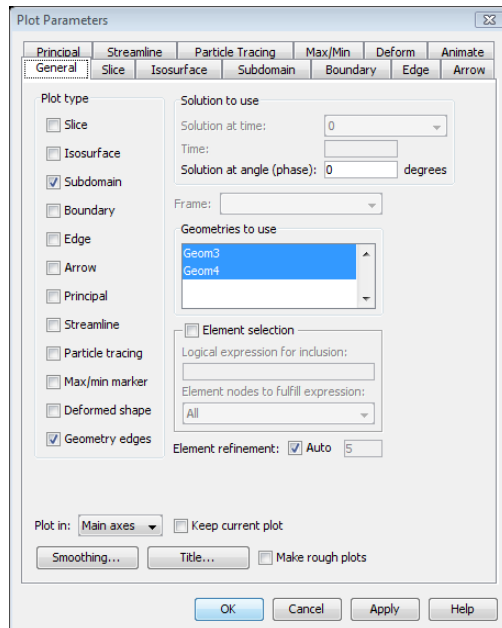 Plot Parameters
Principal Streamline Particle Tracing Max/Min Deform Animate
General Slice Isosurface Subdomain Boundary Edge Arrow
Plot type
Slice
Isosurface
Subdomain
Boundary
Edge
Arrow
Principal
Streamline
Particle tracing
Max/min marker
Deformed shape
Geometry edges
Solution to use
Solution at time: 0
Time:
Solution at angle (phase): 0 degrees
Frame:
Geometries to use
Geom3
Geom4
Element selection
Logical expression for inclusion:
Element nodes to fulfill expression:
All
Element refinement: Auto 5
Plot in: Main axes Keep current plot
Smoothing... Title... Make rough plots
OK Cancel Apply Help